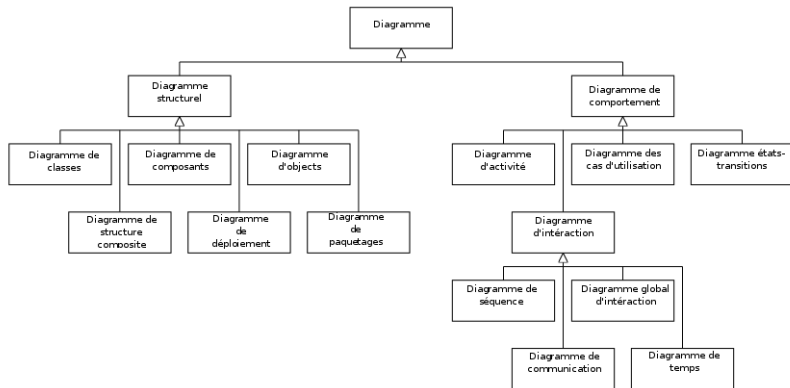 Diagramme
Diagramme
structurel
Diagramme de
comportement
Diagramme de
classes
Diagramme de
composants
Diagramme
d'objects
Diagramme
d'activité
Diagramme des
cas d'utilisation
Diagramme états-
transitions
Diagramme de
structure
composite
Diagramme
de
déploiement
Diagramme
de
paquetages
Diagramme
d'intéraction
Diagramme de
séquence
Diagramme global
d'intéraction
Diagramme de
communication
Diagramme de
temps